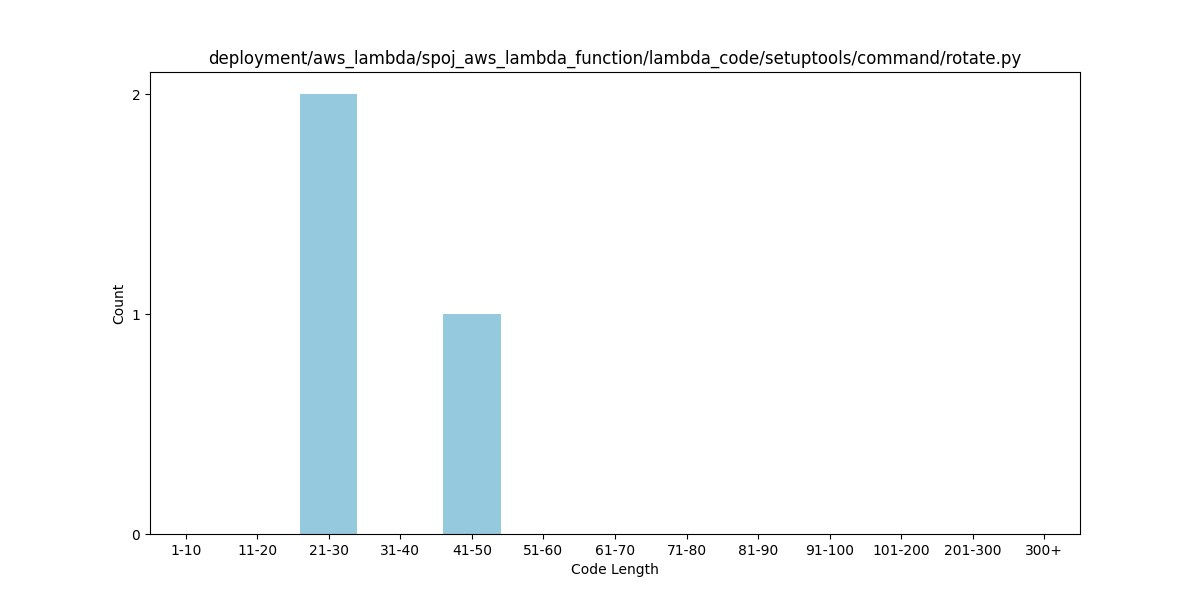 deployment/aws_lambda/spoj_aws_lambda_function/lambda_code/setuptools/command/rotate.py
2
1
0
Count
1-10 11-20 21-30 31-40 41-50 51-60 61-70 71-80 81-90 91-100 101-200 201-300 300+
Code Length